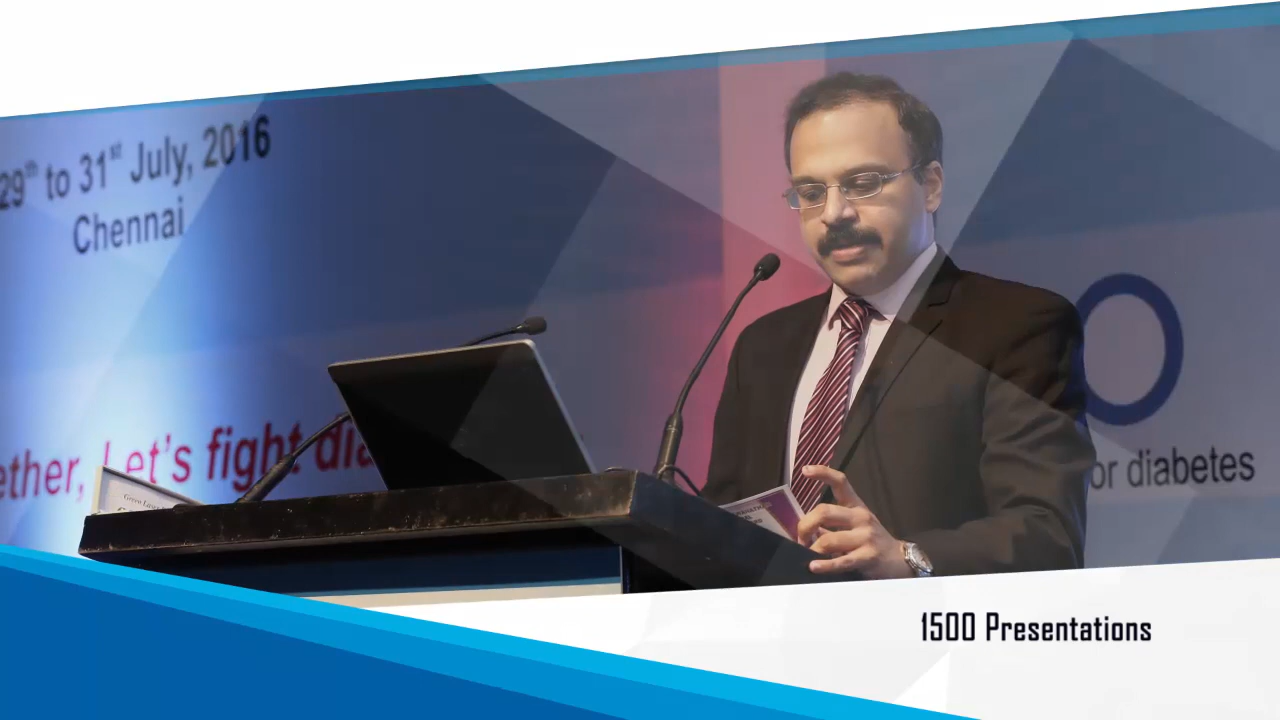 29th to 31st July, 2016
Chennai
ether, Let's fight dia
or diabetes
1500 Presentations